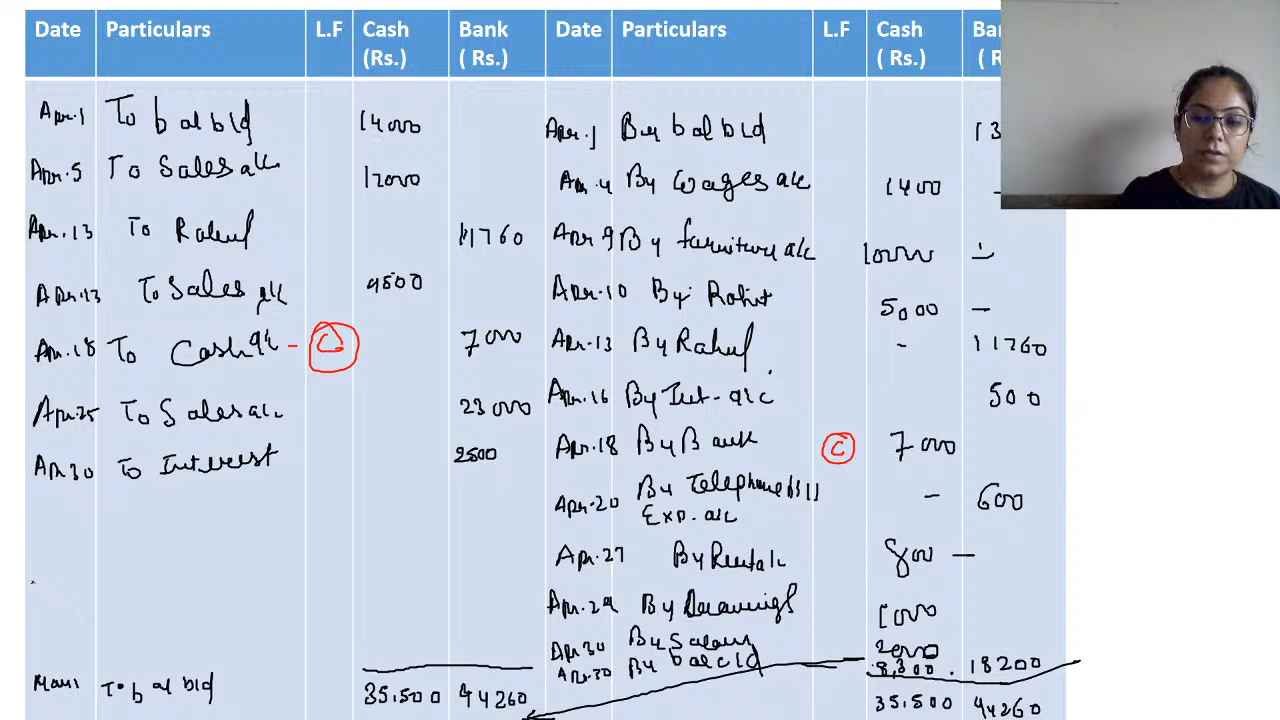 Date Particulars L.F Cash (Rs.) Bank ( Rs.) Date Particulars L.F Cash ( Rs.) Ban ( R
Apr.1 To bal b/d 14000 Apr.1 By bal b/d 13
Apr.5 To Sales a/c 12000 Apr.4 By Wages a/c 1400 -
Apr.13 To Rahul 11760 Apr 9 By furniture a/c 10000 -
Apr.13 To Sales a/c 9500 Apr.10 By Rohit 5000 -
Apr.18 To Cash a/c - C 7000 Apr.13 By Rahul - 11760
Apr.25 To Sales a/c 23000 Apr.16 By Int. a/c 500
Apr.30 To Interest 2500 Apr.18 By Bank C 7000
Apr.20 By Telephone bill Exp. a/c - 600
Apr.27 By Rent a/c 800 -
Apr.29 By Drawings 1000
Apr.30 By Salary 2000
Apr.30 By bal c/d 8,300 . 18200
May 1 To bal b/d 35,500 44260 35,500 44260